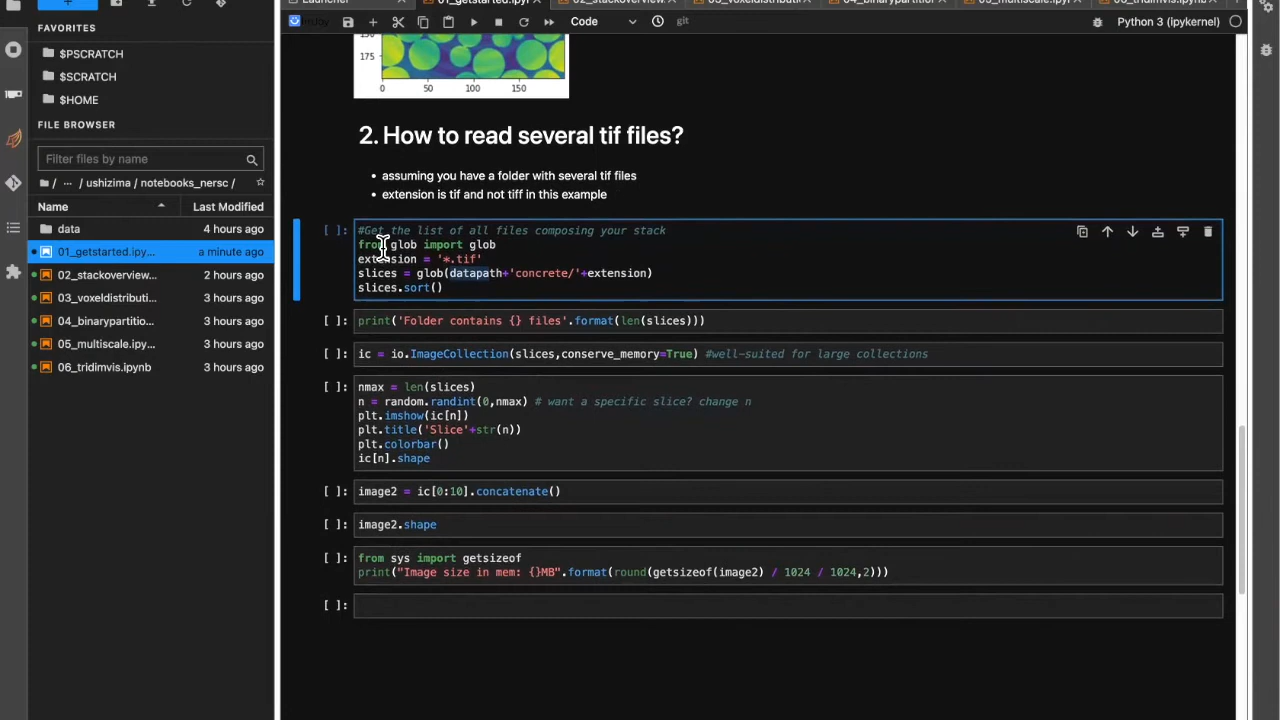 Launcher
01_getstarted.ipyn
02_stackoverview.
03_voxeldistributi
04_binarypartition
05_multiscale.ipyn
06_tridimvis.ipynb
Code
git
Python 3 (ipykernel)
FAVORITES
$PSCRATCH
$SCRATCH
$HOME
FILE BROWSER
Filter files by name
/ ··· / ushizima / notebooks_nersc /
Name
Last Modified
data
4 hours ago
01_getstarted.ipy...
a minute ago
02_stackoverview...
2 hours ago
03_voxeldistributi...
3 hours ago
04_binarypartitio...
3 hours ago
05_multiscale.ipy...
3 hours ago
06_tridimvis.ipynb
3 hours ago
150
175
0 50 100 150
2. How to read several tif files?
• assuming you have a folder with several tif files
• extension is tif and not tiff in this example
[ ]: #Get the list of all files composing your stack
from glob import glob
extension = '*.tif'
slices = glob(datapath+'concrete/'+extension)
slices.sort()
[ ]: print('Folder contains {} files'.format(len(slices)))
[ ]: ic = io.ImageCollection(slices,conserve_memory=True) #well-suited for large collections
[ ]: nmax = len(slices)
n = random.randint(0,nmax) # want a specific slice? change n
plt.imshow(ic[n])
plt.title('Slice'+str(n))
plt.colorbar()
ic[n].shape
[ ]: image2 = ic[0:10].concatenate()
[ ]: image2.shape
[ ]: from sys import getsizeof
print("Image size in mem: {}MB".format(round(getsizeof(image2) / 1024 / 1024,2)))
[ ]: